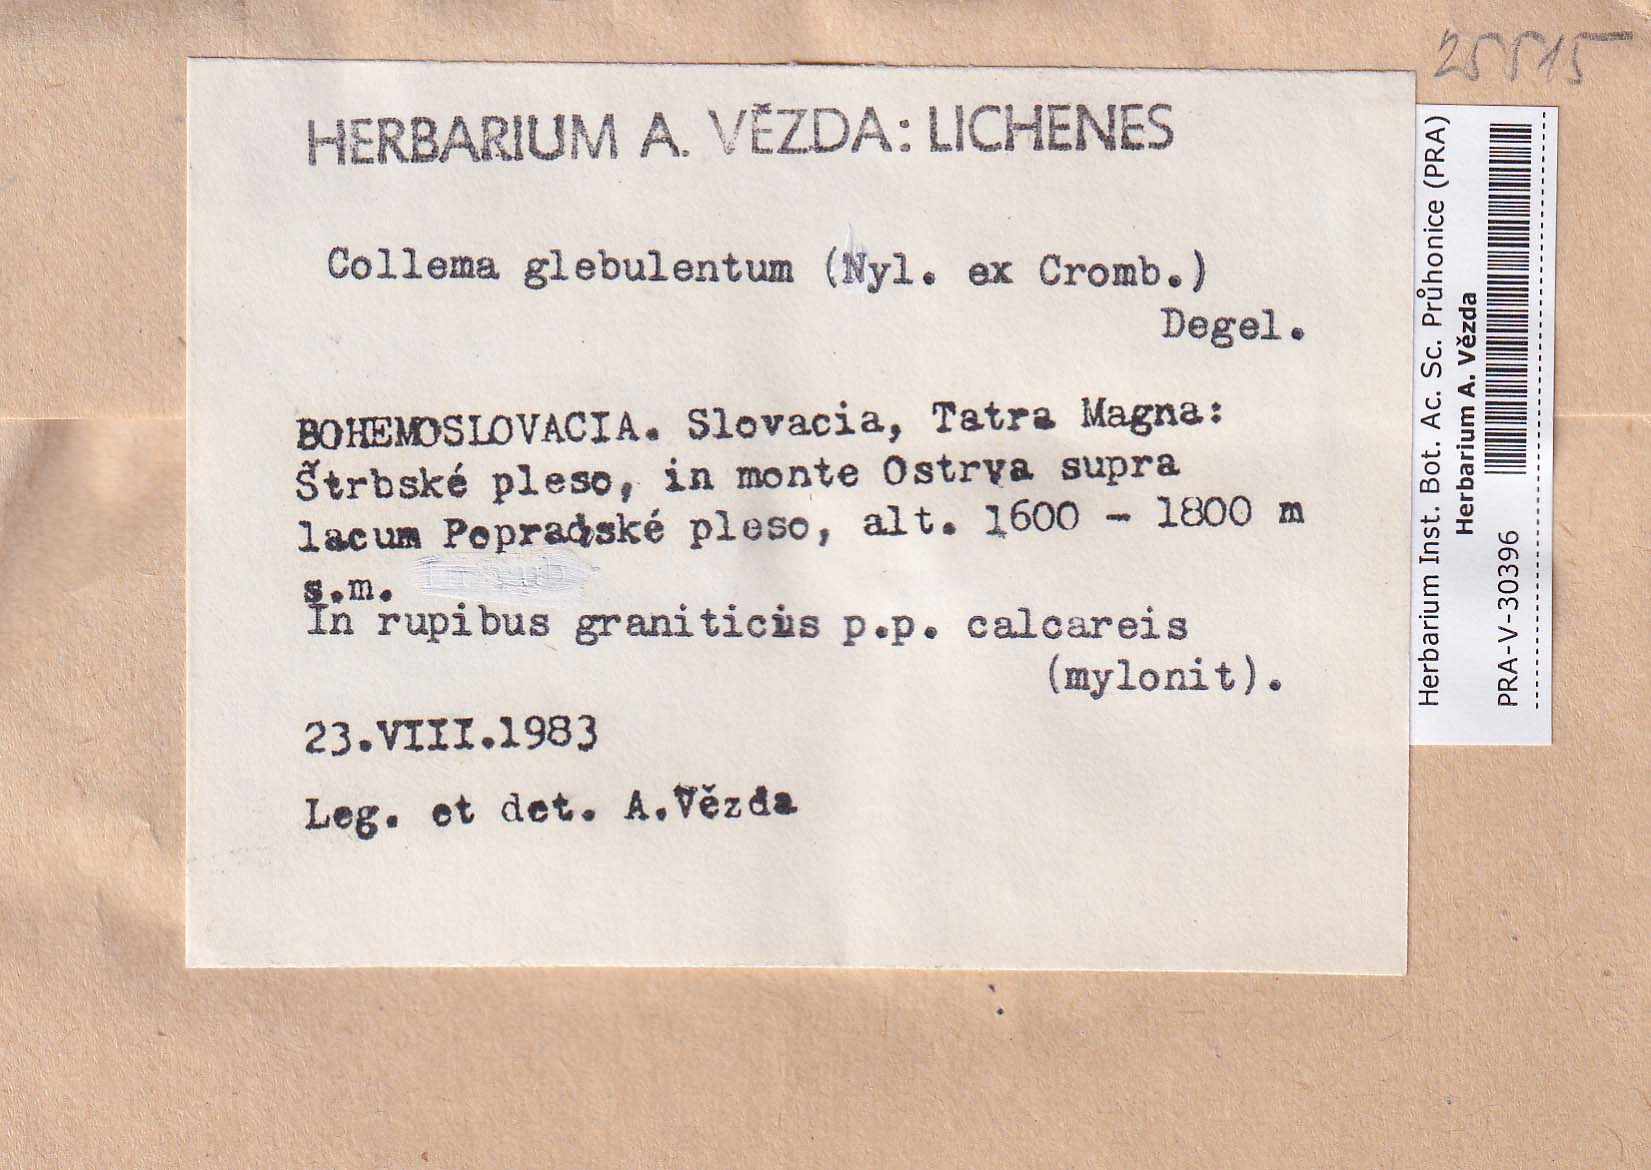 25515
HERBARIUM A. VĚZDA: LICHENES
Collema glebulentum (Nyl. ex Cromb.)
Degel.
BOHEMOSLOVACIA. Slovacia, Tatra Magna:
Štrbské pleso, in monte Ostrva supra
lacum Popradské pleso, alt. 1600 - 1800 m
s.m.
In rupibus graniticis p.p. calcareis
(mylonit).
23.VIII.1983
Leg. et det. A.Vězda
Herbarium Inst. Bot. Ac. Sc. Průhonice (PRA)
Herbarium A. Vězda
PRA-V-30396